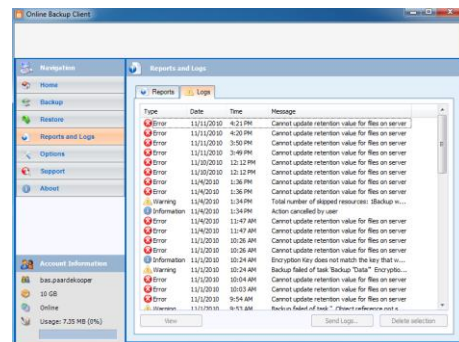 Online Backup Client
Navigation
Home
Backup
Restore
Reports and Logs
Options
Support
About
Account Information
bas.paardekooper
10 GB
Online
Usage: 7.35 MB (0%)
Reports and Logs
Reports Logs
Type Date Time Message
Error 11/11/2010 4:21 PM Cannot update retention value for files on server
Error 11/11/2010 4:20 PM Cannot update retention value for files on server
Error 11/11/2010 3:50 PM Cannot update retention value for files on server
Error 11/11/2010 3:49 PM Cannot update retention value for files on server
Error 11/10/2010 12:12 PM Cannot update retention value for files on server
Error 11/10/2010 12:12 PM Cannot update retention value for files on server
Error 11/4/2010 1:36 PM Cannot update retention value for files on server
Error 11/4/2010 1:36 PM Cannot update retention value for files on server
Warning 11/4/2010 1:34 PM Total number of skipped resources: 1Backup w...
Information 11/4/2010 1:34 PM Action cancelled by user
Error 11/4/2010 11:47 AM Cannot update retention value for files on server
Error 11/4/2010 11:47 AM Cannot update retention value for files on server
Error 11/1/2010 10:26 AM Cannot update retention value for files on server
Error 11/1/2010 10:26 AM Cannot update retention value for files on server
Information 11/1/2010 10:24 AM Encryption Key does not match the key that w...
Warning 11/1/2010 10:24 AM Backup failed of task 'Backup "Data"' Encryptio...
Error 11/1/2010 10:04 AM Cannot update retention value for files on server
Error 11/1/2010 10:03 AM Cannot update retention value for files on server
Error 11/1/2010 9:54 AM Cannot update retention value for files on server
Warning 11/1/2010 9:53 AM Backup failed of task '' Object reference not s...
View Send Logs... Delete selection